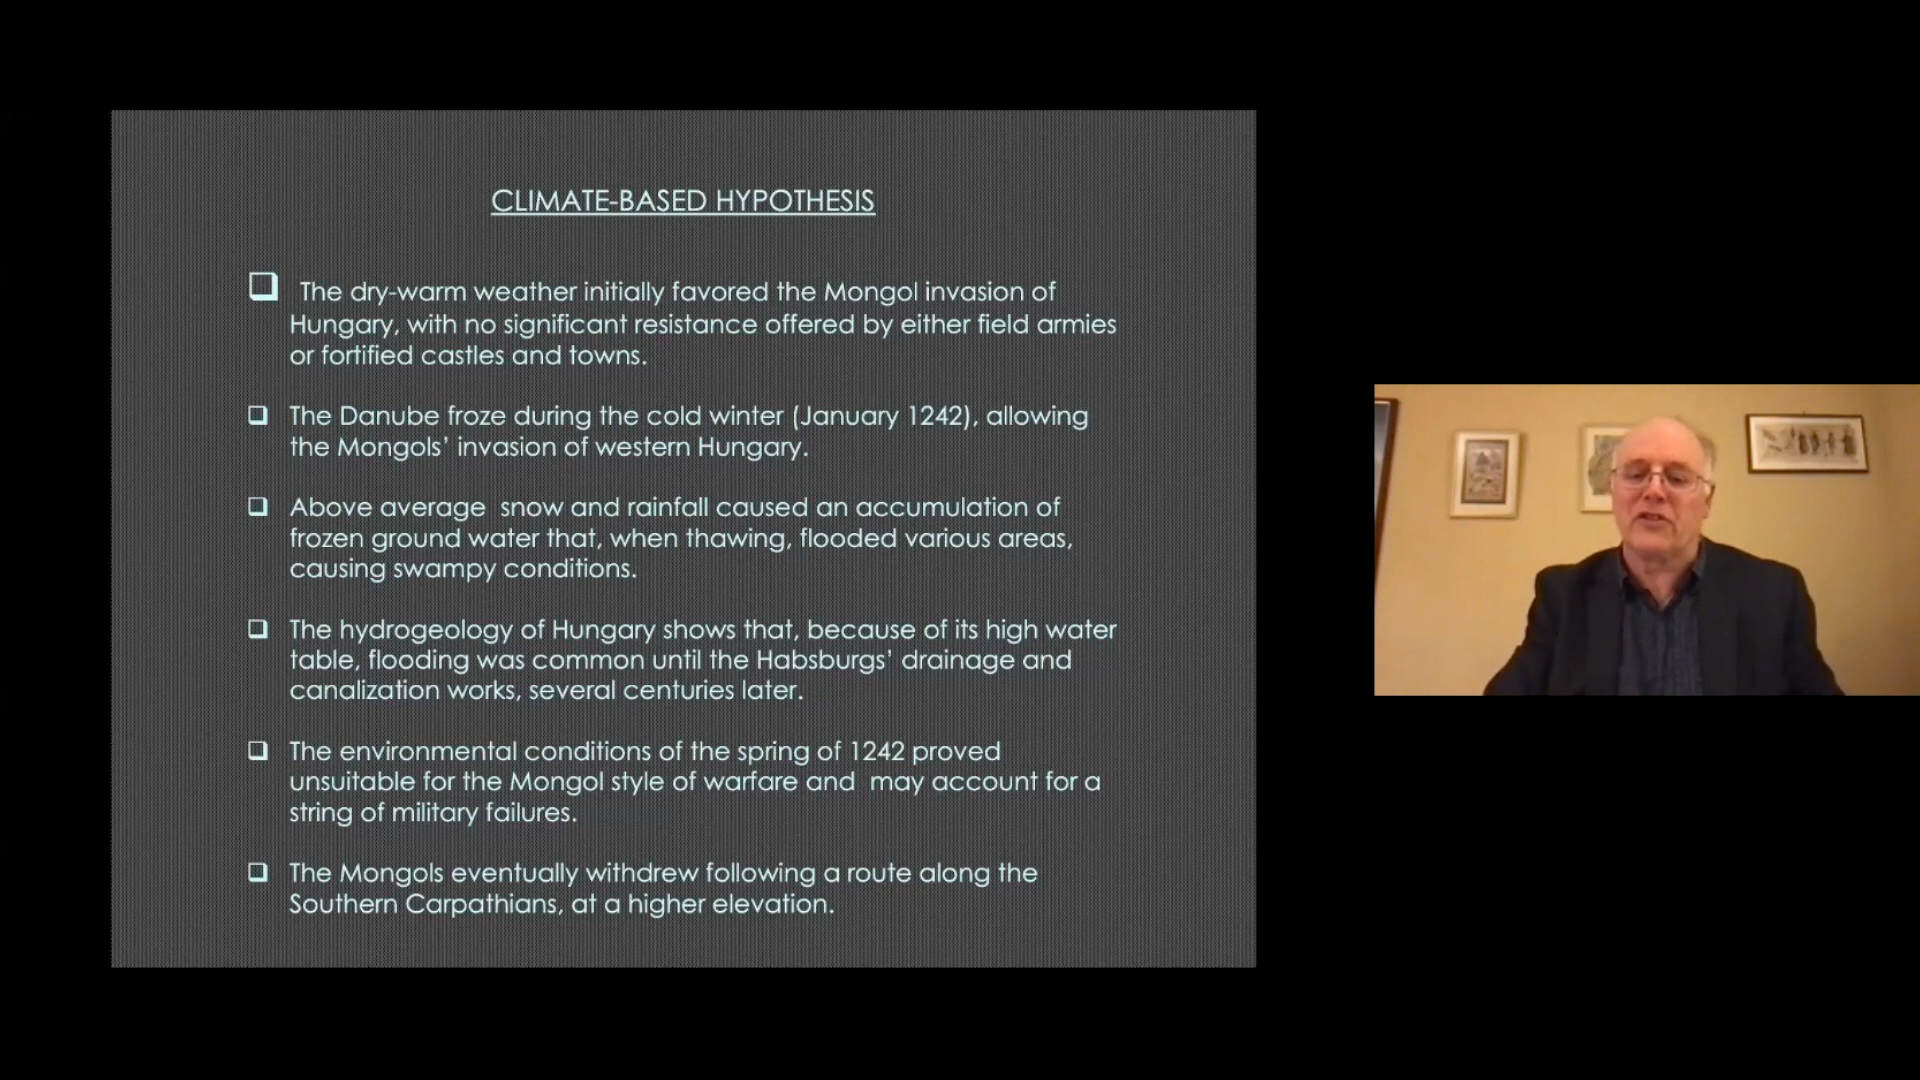 CLIMATE-BASED HYPOTHESIS
The dry-warm weather initially favored the Mongol invasion of
Hungary, with no significant resistance offered by either field armies
or fortified castles and towns.
The Danube froze during the cold winter (January 1242), allowing
the Mongols’ invasion of western Hungary.
Above average snow and rainfall caused an accumulation of
frozen ground water that, when thawing, flooded various areas,
causing swampy conditions.
The hydrogeology of Hungary shows that, because of its high water
table, flooding was common until the Habsburgs’ drainage and
canalization works, several centuries later.
The environmental conditions of the spring of 1242 proved
unsuitable for the Mongol style of warfare and may account for a
string of military failures.
The Mongols eventually withdrew following a route along the
Southern Carpathians, at a higher elevation.